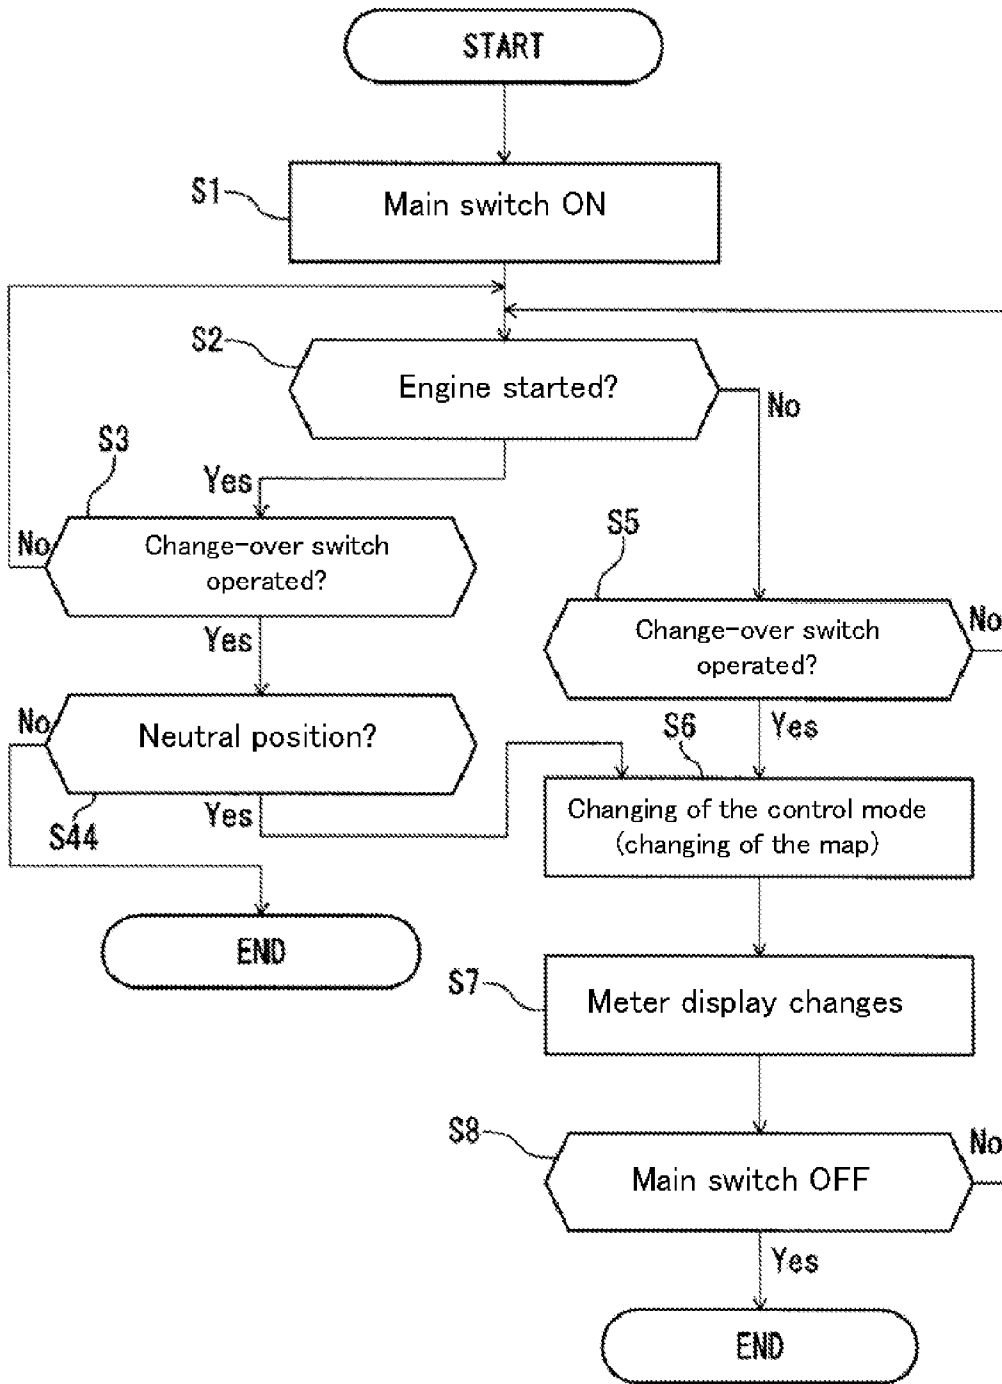 START
S1
Main switch ON
S2
Engine started?
No
Yes
S3
No
Change-over switch
operated?
Yes
S5
Change-over switch
operated?
No
Yes
No
Neutral position?
S44
Yes
S6
Changing of the control mode
(changing of the map)
END
S7
Meter display changes
S8
Main switch OFF
No
Yes
END